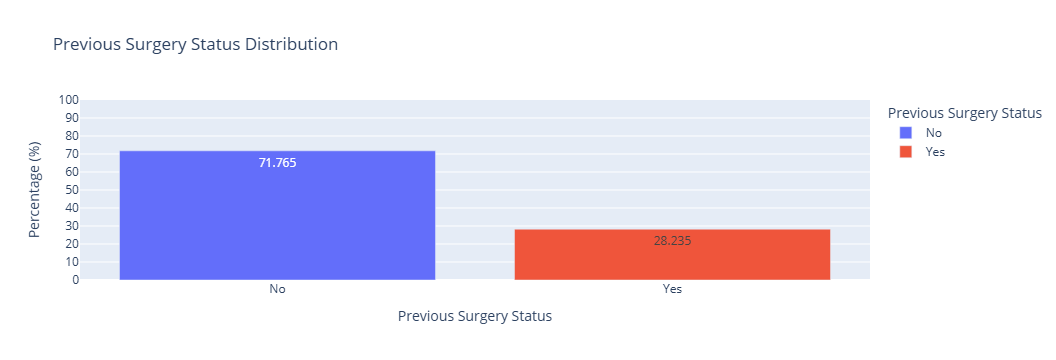 Previous Surgery Status Distribution
100
90
80
70
60
50
40
30
20
10
0
Percentage (%)
71.765
28.235
No
Yes
Previous Surgery Status
Previous Surgery Status
No
Yes